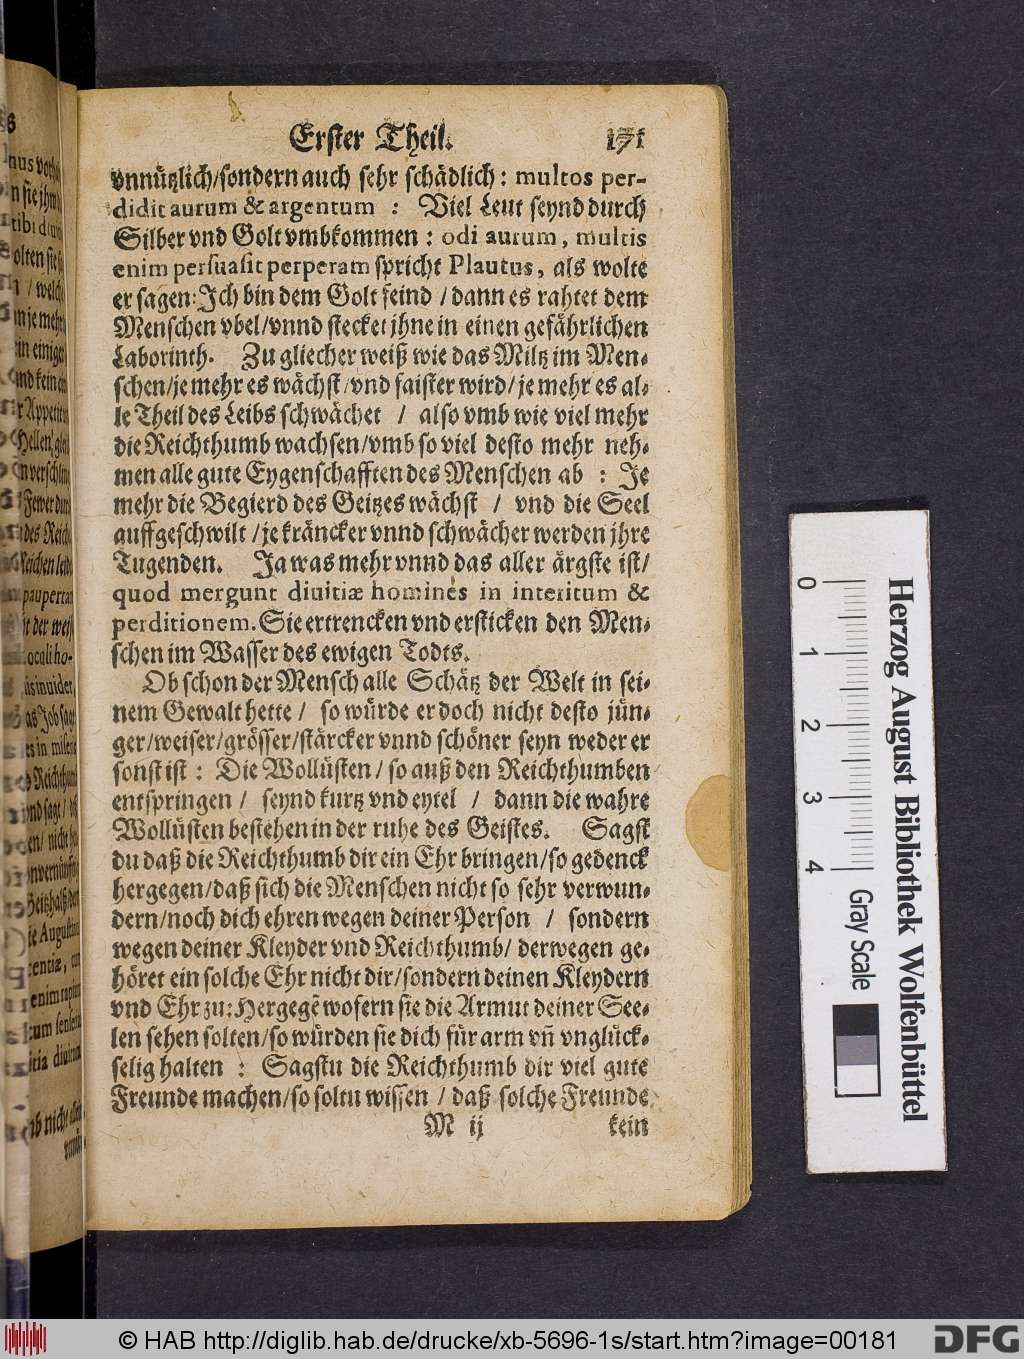 Erster Theil. 171
vnnützlich/sondern auch sehr schädlich: multos per-
didit aurum & argentum : Viel Leut seynd durch
Silber vnd Golt vmbkommen : odi aurum, multis
enim persuasit perperam spricht Plautus, als wolte
er sagen: Ich bin dem Golt feind / dann es rahtet dem
Menschen vbel/vnnd stecket jhne in einen gefährlichen
Laborinth. Zu gliecher weiß wie das Miltz im Men-
schen/je mehr es wächst/vnd faister wird/je mehr es al-
le Theil des Leibs schwächet / also vmb wie viel mehr
die Reichthumb wachsen/vmb so viel desto mehr neh-
men alle gute Eygenschafften des Menschen ab : Je
mehr die Begierd des Geitzes wächst / vnd die Seel
auffgeschwilt/je kräncker vnnd schwächer werden jhre
Tugenden. Ja was mehr vnnd das aller ärgste ist/
quod mergunt diuitiæ homines in interitum &
perditionem. Sie ertrencken vnd ersticken den Men-
schen im Wasser des ewigen Todts.
Ob schon der Mensch alle Schätz der Welt in sei-
nem Gewalt hette / so würde er doch nicht desto jün-
ger/weiser/grösser/stärcker vnnd schöner seyn weder er
sonst ist : Die Wollüsten/so auß den Reichthumben
entspringen / seynd kurtz vnd eytel / dann die wahre
Wollüsten bestehen in der ruhe des Geistes. Sagst
du daß die Reichthumb dir ein Ehr bringen/so gedenck
hergegen/daß sich die Menschen nicht so sehr verwun-
dern/noch dich ehren wegen deiner Person / sondern
wegen deiner Kleyder vnd Reichthumb/ derwegen ge-
höret ein solche Ehr nicht dir/sondern deinen Kleydern
vnd Ehr zu: Hergegẽ wofern sie die Armut deiner See-
len sehen solten/so würden sie dich für arm vñ vnglück-
selig halten : Sagstu die Reichthumb dir viel gute
Freunde machen/so soltu wissen / daß solche Freunde
M ij kein
0 1 2 3 4
Gray Scale
Herzog August Bibliothek Wolfenbüttel
© HAB http://diglib.hab.de/drucke/xb-5696-1s/start.htm?image=00181
DFG